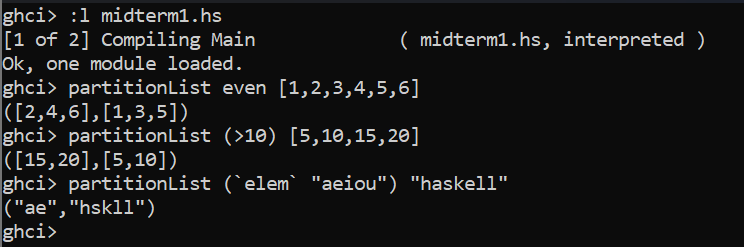 ghci> :l midterm1.hs
[1 of 2] Compiling Main             ( midterm1.hs, interpreted )
Ok, one module loaded.
ghci> partitionList even [1,2,3,4,5,6]
([2,4,6],[1,3,5])
ghci> partitionList (>10) [5,10,15,20]
([15,20],[5,10])
ghci> partitionList (`elem` "aeiou") "haskell"
("ae","hskll")
ghci>